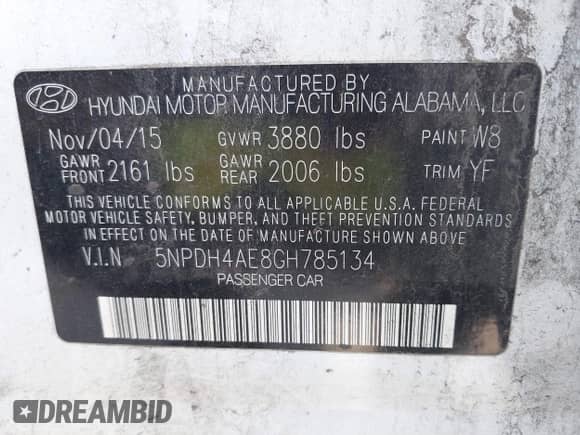 MANUFACTURED BY
HYUNDAI MOTOR MANUFACTURING ALABAMA, LLC
Nov/04/15 GVWR 3880 lbs PAINT W8
GAWR FRONT 2161 lbs GAWR REAR 2006 lbs TRIM YF
THIS VEHICLE CONFORMS TO ALL APPLICABLE U.S.A. FEDERAL
MOTOR VEHICLE SAFETY, BUMPER, AND THEFT PREVENTION STANDARDS
IN EFFECT ON THE DATE OF MANUFACTURE SHOWN ABOVE.
V.I.N 5NPDH4AE8GH785134
PASSENGER CAR
DREAMBID